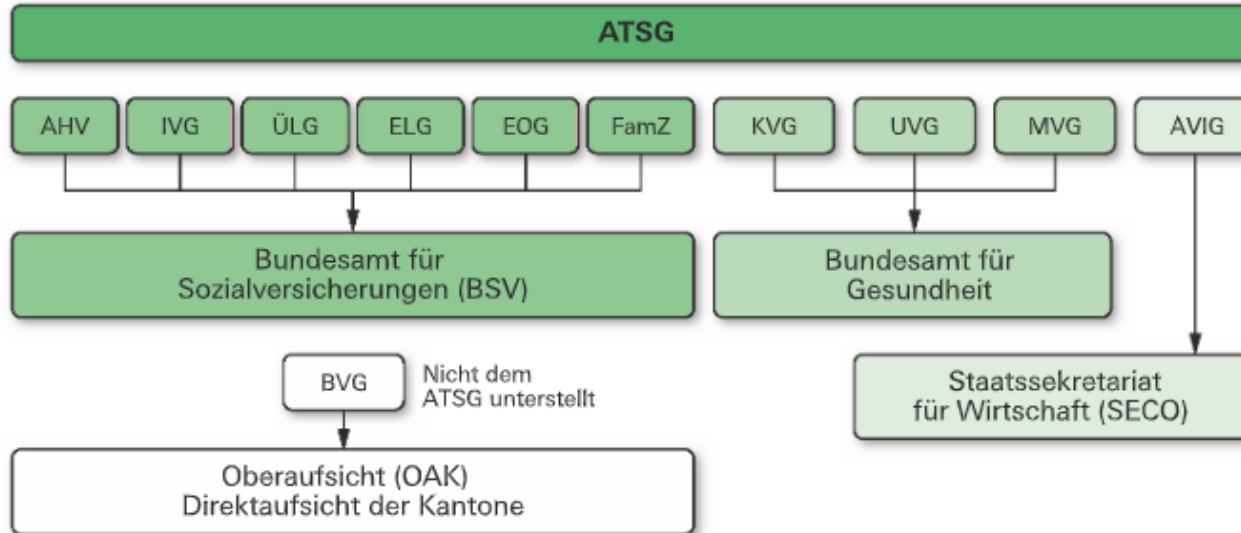 ATSG
AHV IVG ÜLG ELG EOG FamZ KVG UVG MVG AVIG
Bundesamt für
Sozialversicherungen (BSV)
Bundesamt für
Gesundheit
BVG
Nicht dem
ATSG unterstellt
Staatssekretariat
für Wirtschaft (SECO)
Oberaufsicht (OAK)
Direktaufsicht der Kantone